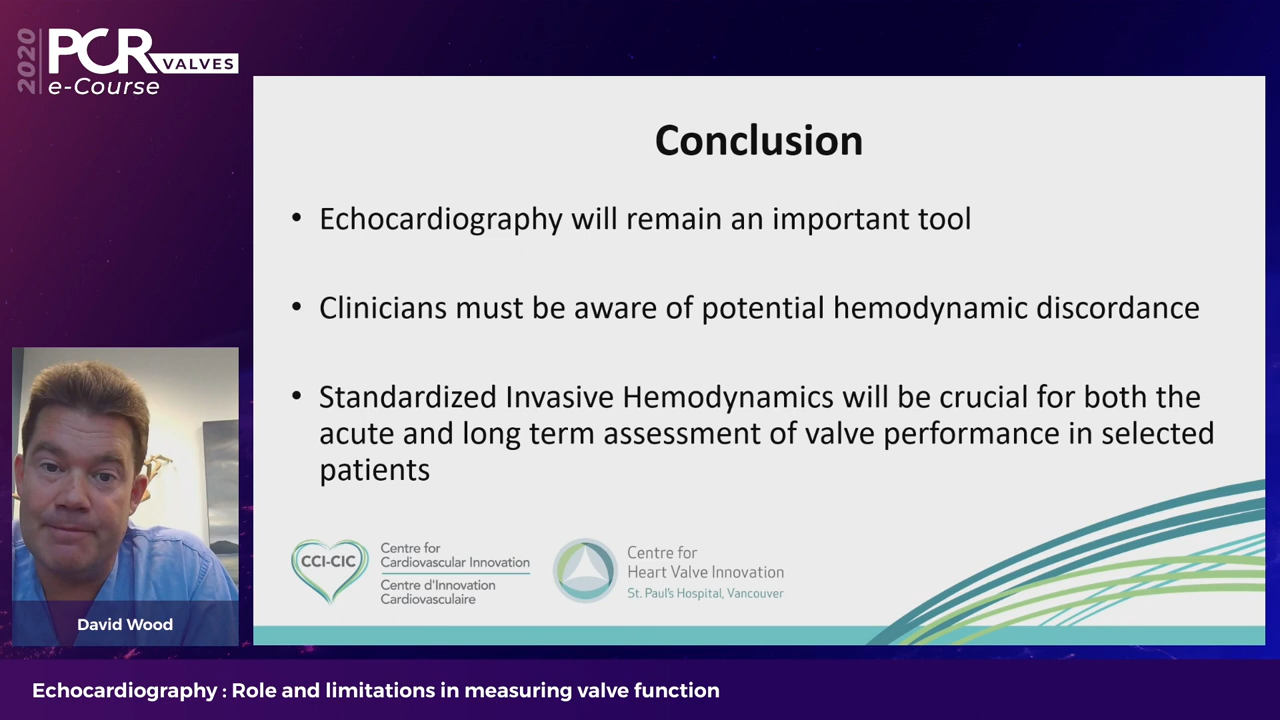 2020
PCR
VALVES
e-Course
Conclusion
• Echocardiography will remain an important tool
• Clinicians must be aware of potential hemodynamic discordance
• Standardized Invasive Hemodynamics will be crucial for both the
acute and long term assessment of valve performance in selected
patients
CCI-CIC
Centre for
Cardiovascular Innovation
Centre d'Innovation
Cardiovasculaire
Centre for
Heart Valve Innovation
St. Paul's Hospital, Vancouver
David Wood
Echocardiography : Role and limitations in measuring valve function